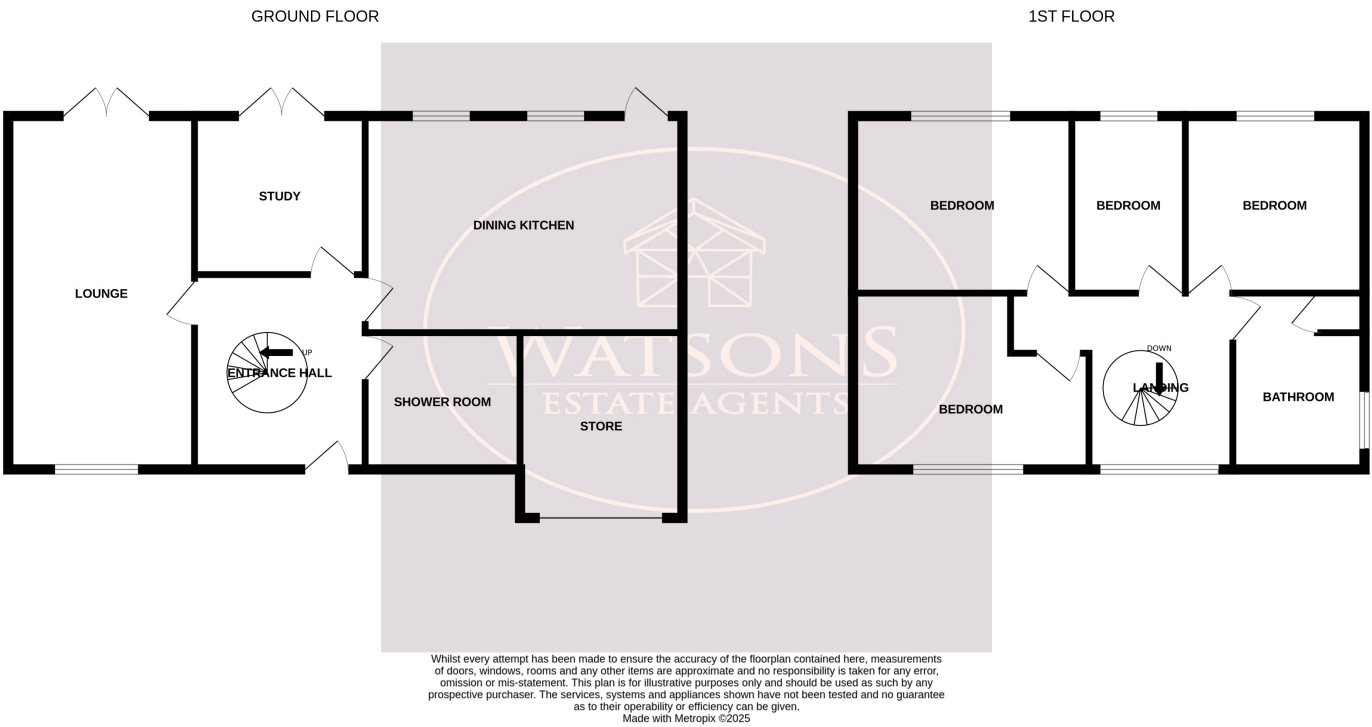 GROUND FLOOR
1ST FLOOR
STUDY
DINING KITCHEN
LOUNGE
UP
ENTRANCE HALL
SHOWER ROOM
STORE
BEDROOM
BEDROOM
BEDROOM
DOWN
LANDING
BEDROOM
BATHROOM
WATSONS
ESTATE AGENTS
Whilst every attempt has been made to ensure the accuracy of the floorplan contained here, measurements
of doors, windows, rooms and any other items are approximate and no responsibility is taken for any error,
omission or mis-statement. This plan is for illustrative purposes only and should be used as such by any
prospective purchaser. The services, systems and appliances shown have not been tested and no guarantee
as to their operability or efficiency can be given.
Made with Metropix ©2025